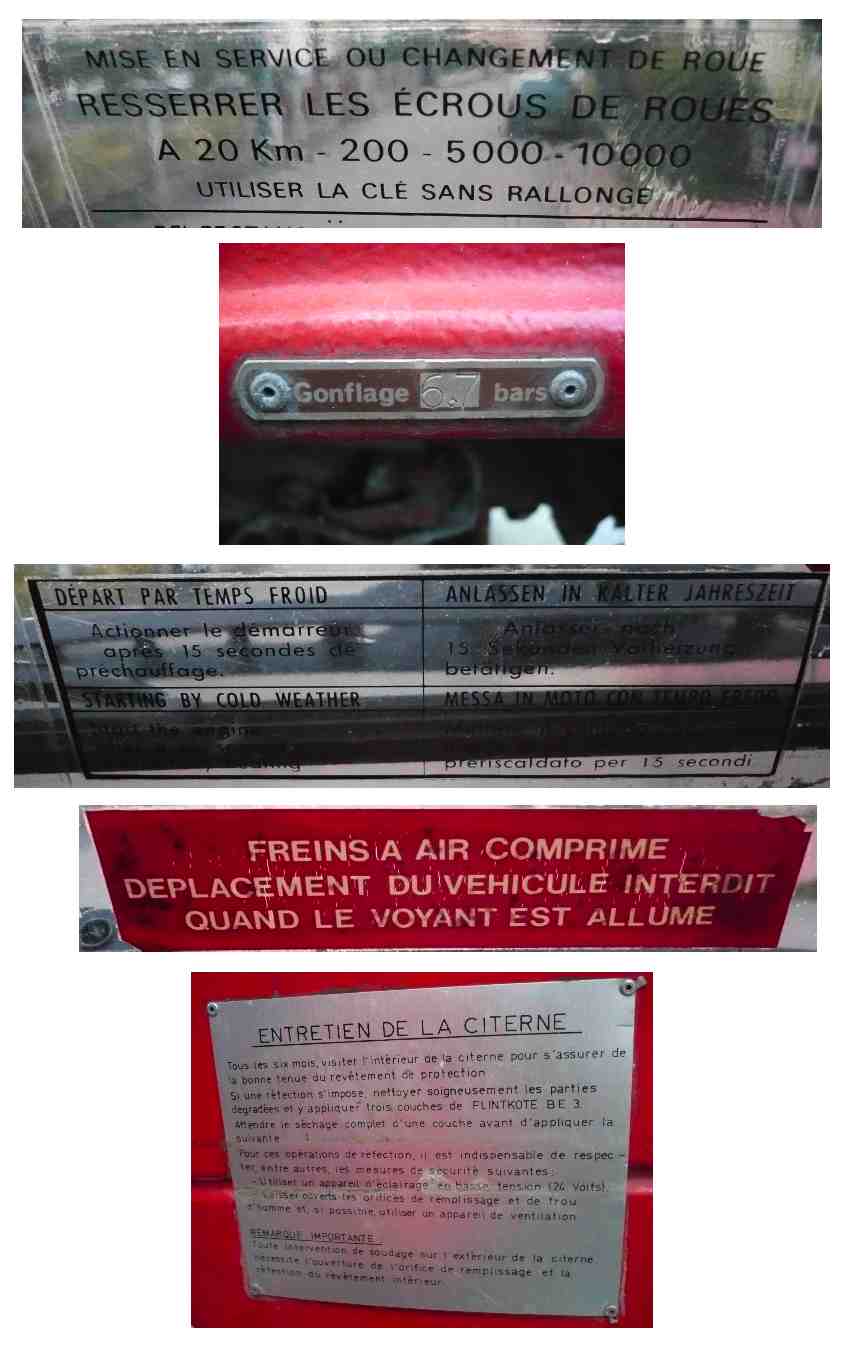 MISE EN SERVICE OU CHANGEMENT DE ROUE
RESSERRER LES ÉCROUS DE ROUES
A 20 Km - 200 - 5000 - 10000
UTILISER LA CLÉ SANS RALLONGE
Gonflage 6.7 bars
DÉPART PAR TEMPS FROID
Actionner le démarreur
après 15 secondes de
préchauffage.
ANLASSEN IN KALTER JAHRESZEIT
Anlasser nach
15 Sekunden Vorheizung
betätigen.
STARTING BY COLD WEATHER
Start the engine
MESSA IN MOTO CON TEMPO FREDDO
preriscaldato per 15 secondi
FREINS A AIR COMPRIME
DEPLACEMENT DU VEHICULE INTERDIT
QUAND LE VOYANT EST ALLUME
ENTRETIEN DE LA CITERNE
Tous les six mois, visiter l'intérieur de la citerne pour s'assurer de
la bonne tenue du revêtement de protection
Si une réfection s'impose, nettoyer soigneusement les parties
dégradées et y appliquer trois couches de FLINTKOTE BE 3.
Attendre le séchage complet d'une couche avant d'appliquer la
suivante
Pour ces opérations de réfection, il est indispensable de respec-
ter, entre autres, les mesures de sécurité suivantes:
- Utiliser un appareil d'éclairage en basse tension (24 Volts).
- Laisser ouverts les orifices de remplissage et de trou
d'homme et, si possible, utiliser un appareil de ventilation
REMARQUE IMPORTANTE
Toute intervention de soudage sur l'extérieur de la citerne
nécessite l'ouverture de l'orifice de remplissage et la
réfection du revêtement intérieur.